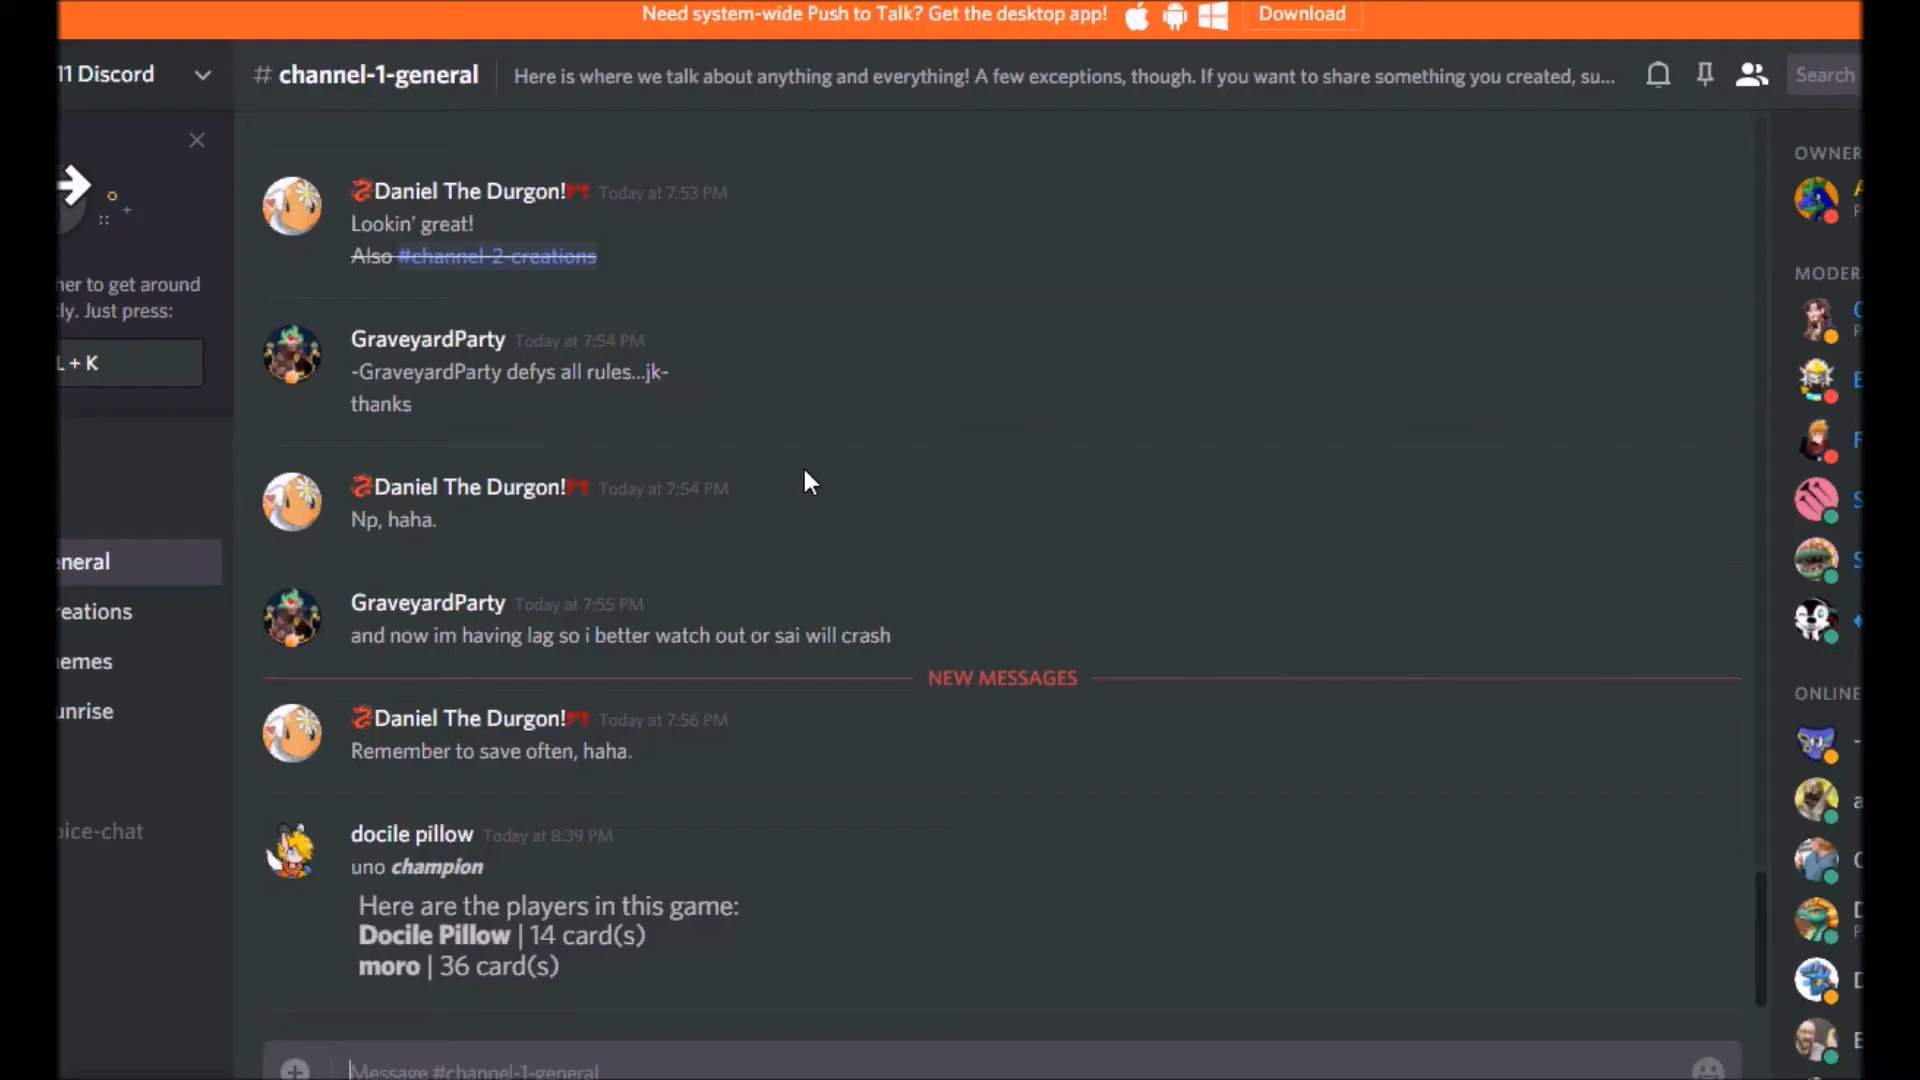 Need system-wide Push to Talk? Get the desktop app! Download
11 Discord
# channel-1-general
Here is where we talk about anything and everything! A few exceptions, though. If you want to share something you created, su...
Search
her to get around
ly. Just press:
L + K
eneral
reations
emes
unrise
oice-chat
Daniel The Durgon! Today at 7:53 PM
Lookin' great!
Also #channel-2-creations
GraveyardParty Today at 7:54 PM
-GraveyardParty defys all rules...jk-
thanks
Daniel The Durgon! Today at 7:54 PM
Np, haha.
GraveyardParty Today at 7:55 PM
and now im having lag so i better watch out or sai will crash
NEW MESSAGES
Daniel The Durgon! Today at 7:56 PM
Remember to save often, haha.
docile pillow Today at 8:39 PM
uno champion
Here are the players in this game:
Docile Pillow | 14 card(s)
moro | 36 card(s)
Message #channel-1-general
OWNER
MODER
ONLINE